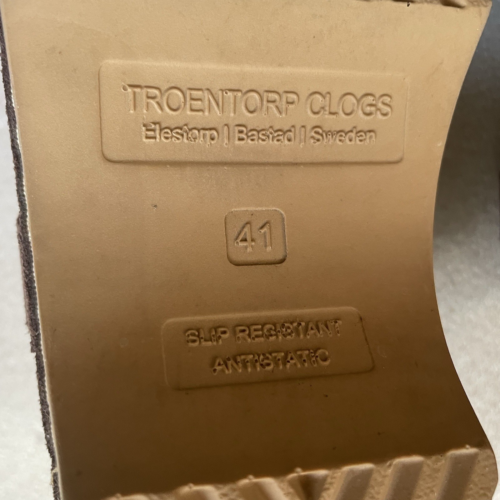 TROENTORP CLOGS
Elestorp | Bastad | Sweden
41
SLIP RESISTANT
ANTISTATIC